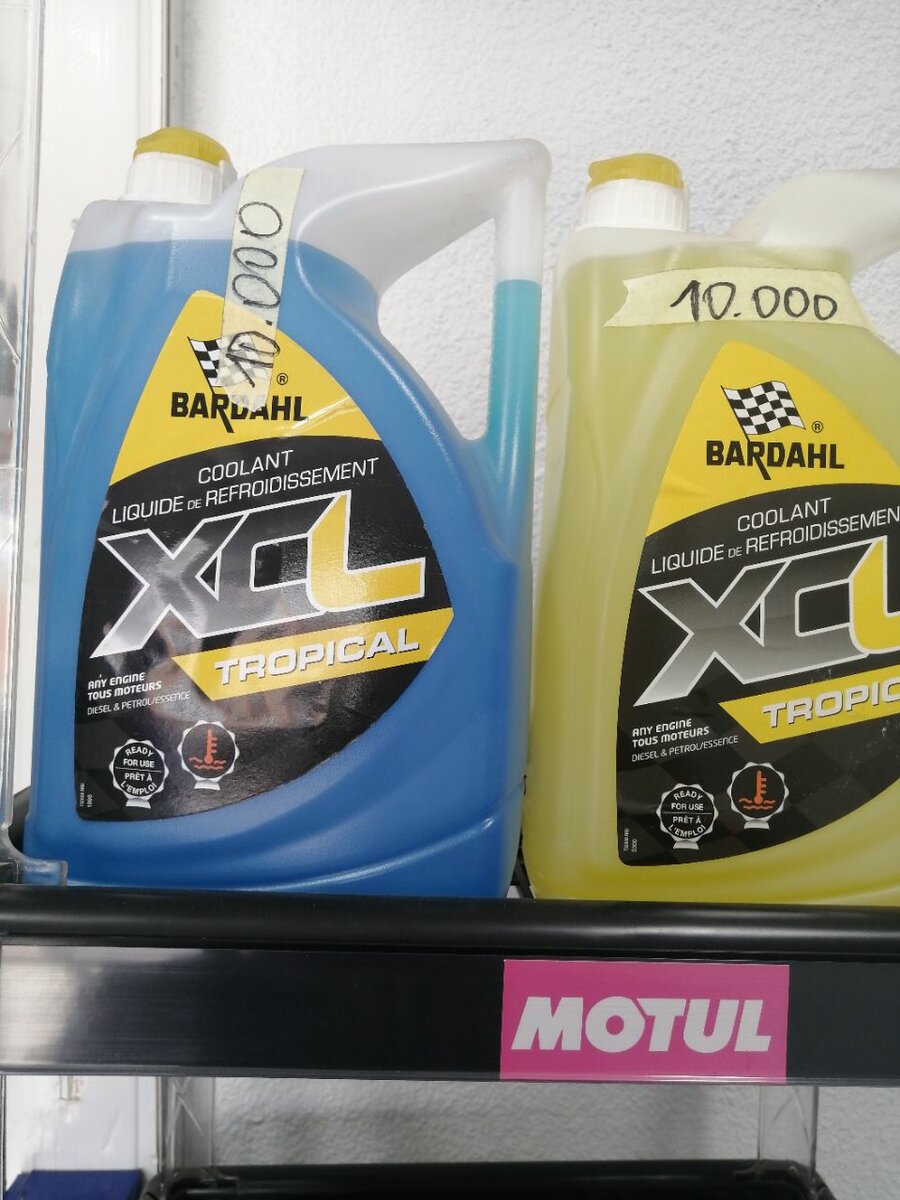 10.000
BARDAHL®
COOLANT
LIQUIDE DE REFROIDISSEMENT
XCL
TROPICAL
ANY ENGINE
TOUS MOTEURS
DIESEL & PETROL/ESSENCE
READY
FOR USE
PRÊT À
L'EMPLOI
10.000
BARDAHL®
COOLANT
LIQUIDE DE REFROIDISSEMEN
XCL
TROPIC
ANY ENGINE
TOUS MOTEURS
DIESEL & PETROL/ESSENCE
READY
FOR USE
PRÊT À
L'EMPLOI
MOTUL